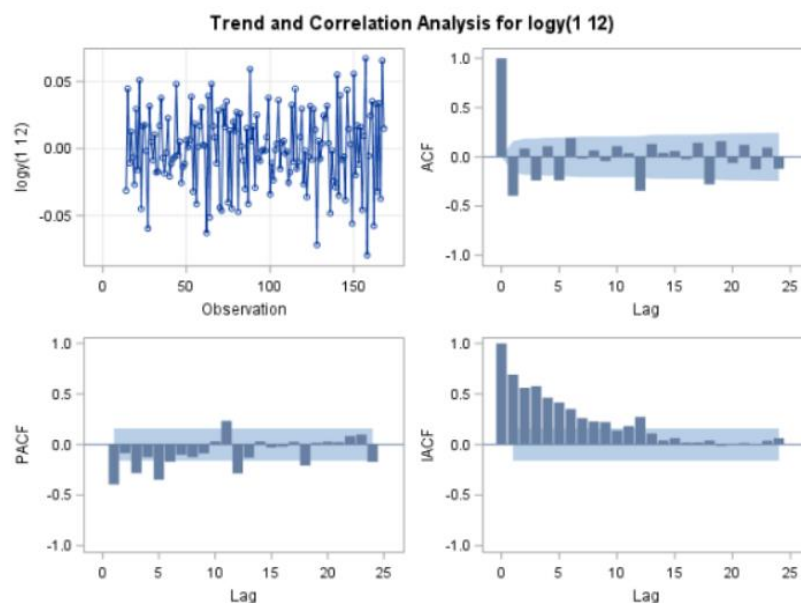 Trend and Correlation Analysis for logy(1 12)
0.05
0.00
-0.05
logy(1 12)
0 50 100 150
Observation
1.0
0.5
0.0
-0.5
-1.0
ACF
0 5 10 15 20 25
Lag
1.0
0.5
0.0
-0.5
-1.0
PACF
0 5 10 15 20 25
Lag
1.0
0.5
0.0
-0.5
-1.0
IACF
0 5 10 15 20 25
Lag